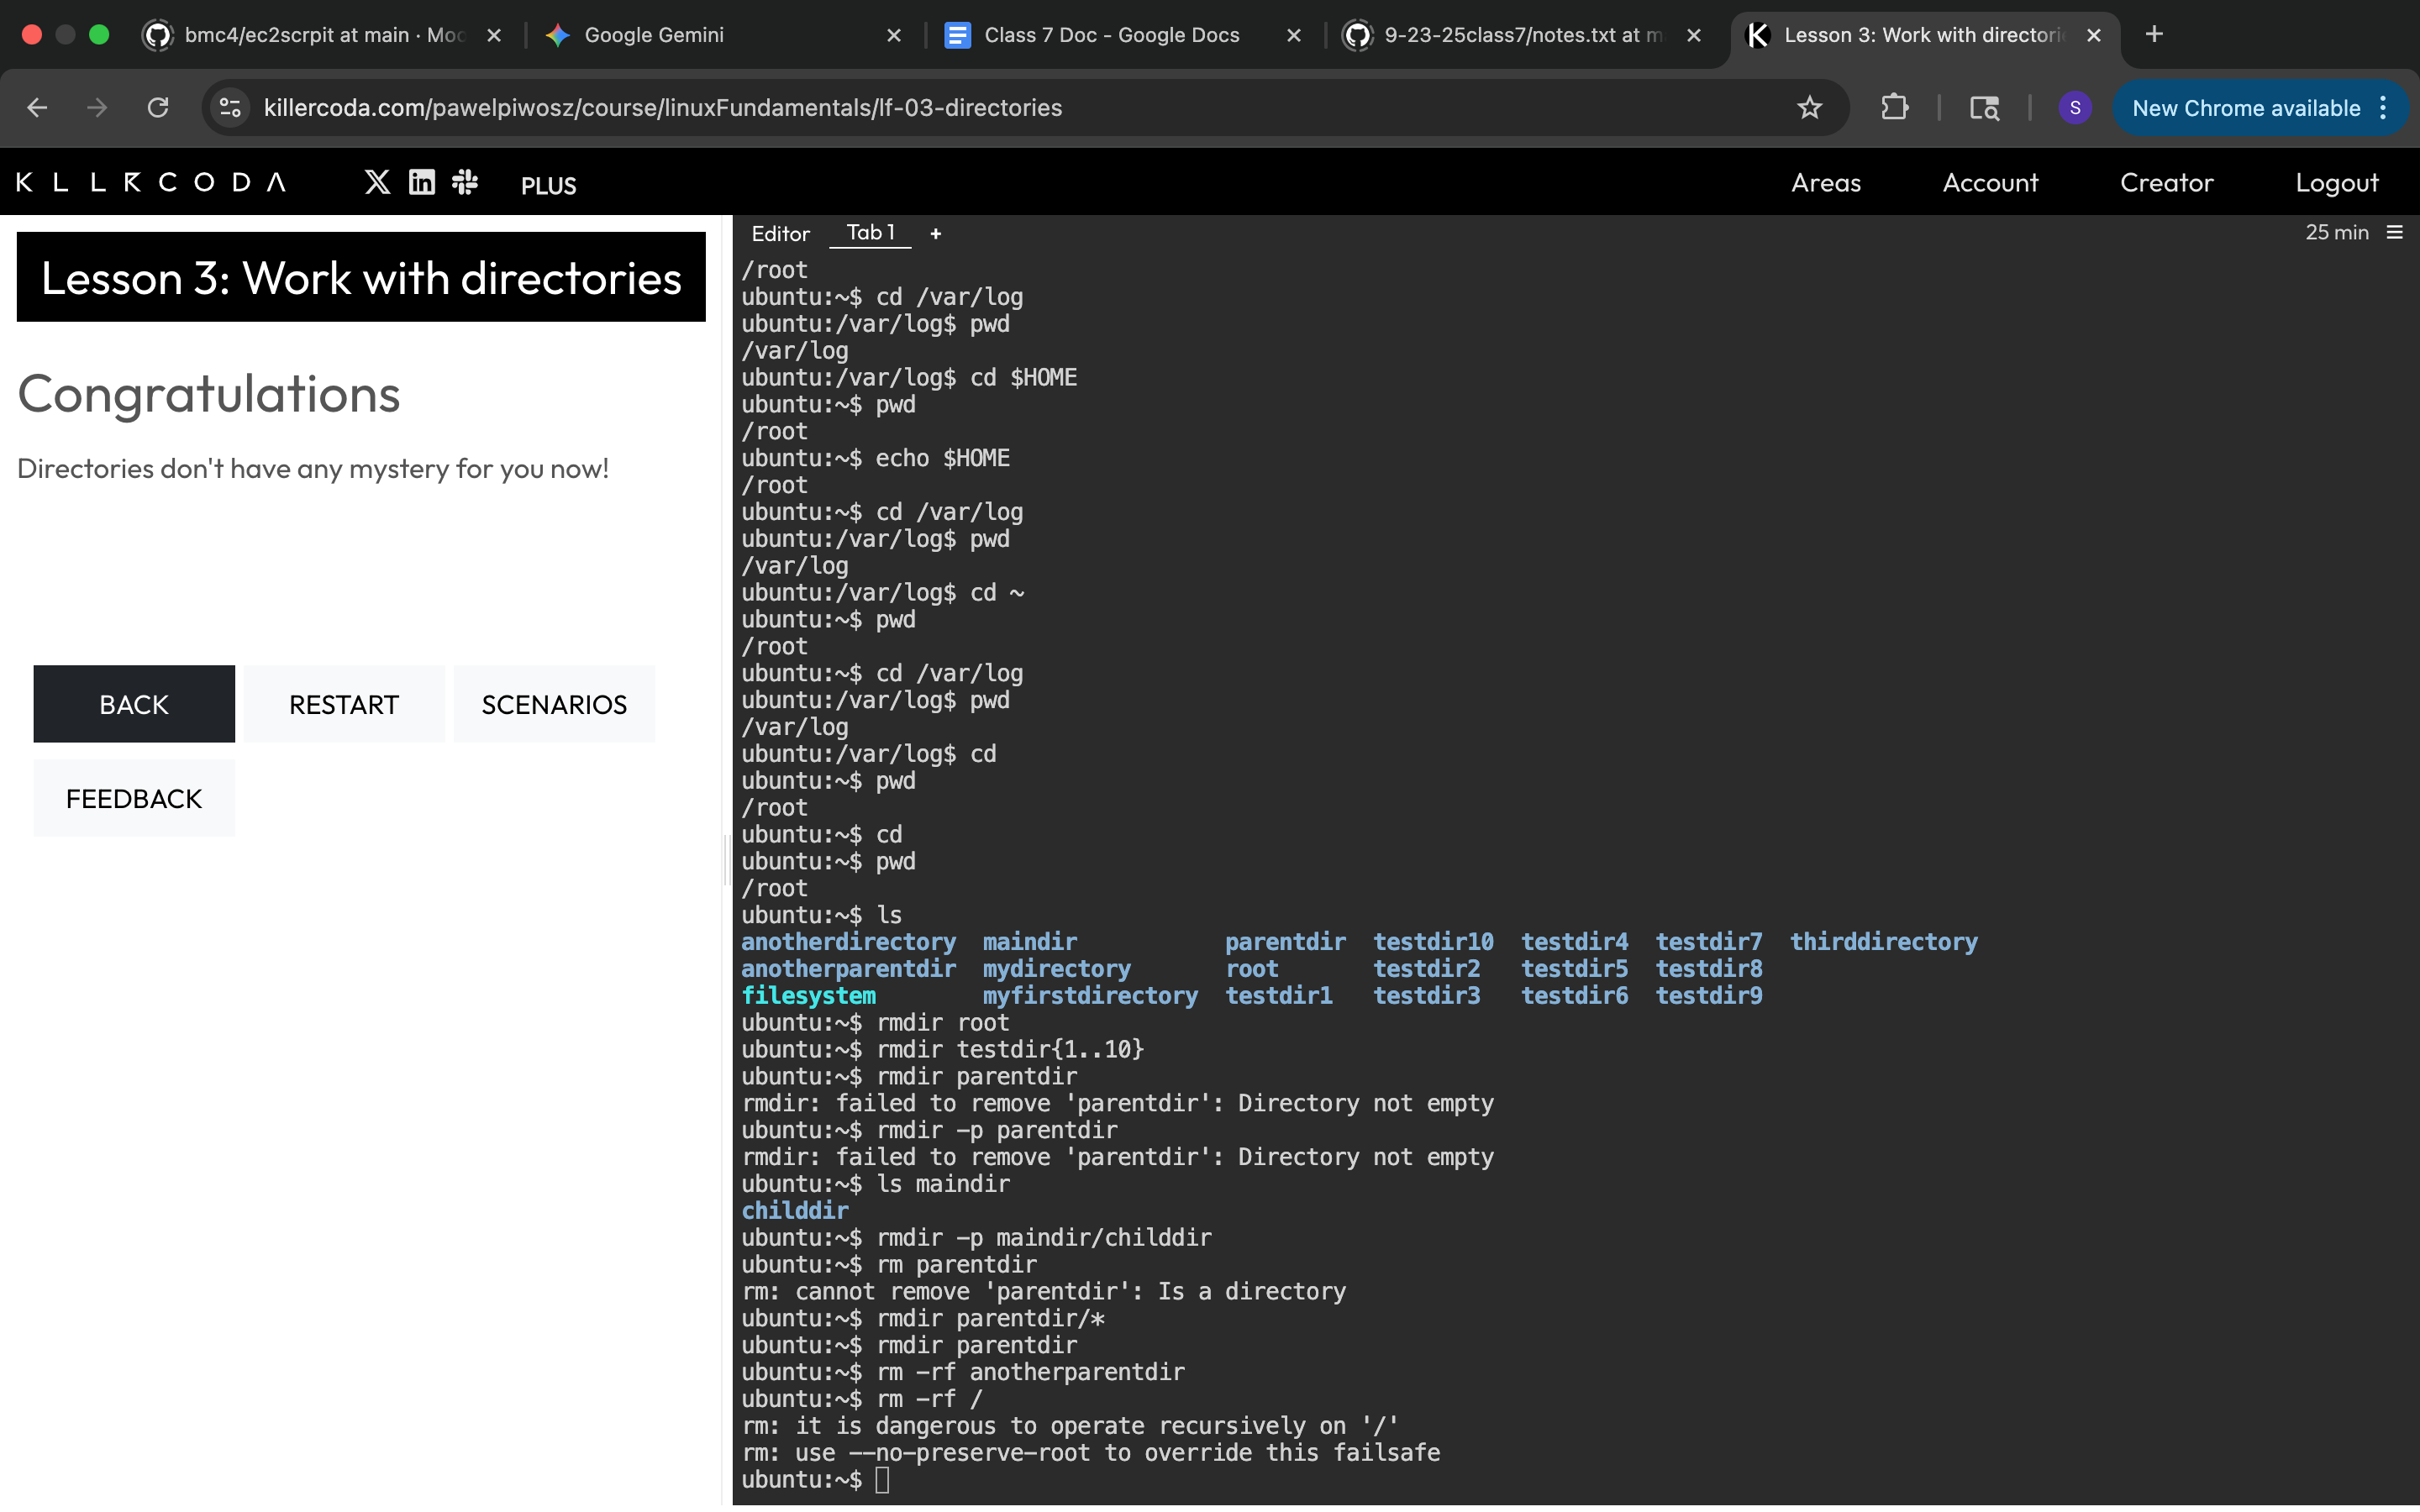 bmc4/ec2scrpit at main · Moo
Google Gemini
Class 7 Doc - Google Docs
9-23-25class7/notes.txt at m
Lesson 3: Work with directori
killercoda.com/pawelpiwosz/course/linuxFundamentals/lf-03-directories
S
New Chrome available
KLLRCODA
PLUS
Areas
Account
Creator
Logout
Lesson 3: Work with directories
Congratulations
Directories don't have any mystery for you now!
BACK
RESTART
SCENARIOS
FEEDBACK
Editor
Tab 1
+
25 min
/root
ubuntu:~$ cd /var/log
ubuntu:/var/log$ pwd
/var/log
ubuntu:/var/log$ cd $HOME
ubuntu:~$ pwd
/root
ubuntu:~$ echo $HOME
/root
ubuntu:~$ cd /var/log
ubuntu:/var/log$ pwd
/var/log
ubuntu:/var/log$ cd ~
ubuntu:~$ pwd
/root
ubuntu:~$ cd /var/log
ubuntu:/var/log$ pwd
/var/log
ubuntu:/var/log$ cd
ubuntu:~$ pwd
/root
ubuntu:~$ cd
ubuntu:~$ pwd
/root
ubuntu:~$ ls
anotherdirectory  maindir           parentdir  testdir10  testdir4  testdir7  thirddirectory
anotherparentdir  mydirectory       root       testdir2   testdir5  testdir8
filesystem        myfirstdirectory  testdir1   testdir3   testdir6  testdir9
ubuntu:~$ rmdir root
ubuntu:~$ rmdir testdir{1..10}
ubuntu:~$ rmdir parentdir
rmdir: failed to remove 'parentdir': Directory not empty
ubuntu:~$ rmdir -p parentdir
rmdir: failed to remove 'parentdir': Directory not empty
ubuntu:~$ ls maindir
childdir
ubuntu:~$ rmdir -p maindir/childdir
ubuntu:~$ rm parentdir
rm: cannot remove 'parentdir': Is a directory
ubuntu:~$ rmdir parentdir/*
ubuntu:~$ rmdir parentdir
ubuntu:~$ rm -rf anotherparentdir
ubuntu:~$ rm -rf /
rm: it is dangerous to operate recursively on '/'
rm: use --no-preserve-root to override this failsafe
ubuntu:~$